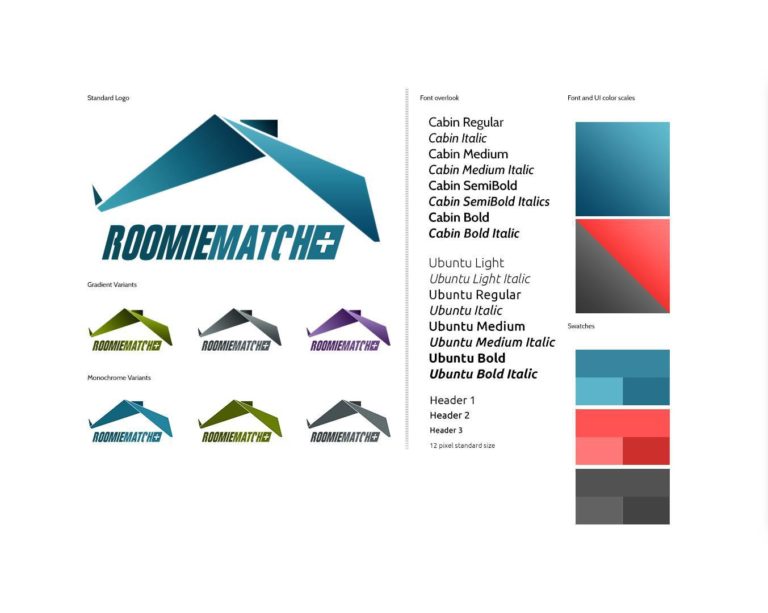 Standard Logo
ROOMIEMATCH+
Gradient Variants
ROOMIEMATCH+
ROOMIEMATCH+
ROOMIEMATCH+
Monochrome Variants
ROOMIEMATCH+
ROOMIEMATCH+
ROOMIEMATCH+
Font overlook
Cabin Regular
Cabin Italic
Cabin Medium
Cabin Medium Italic
Cabin SemiBold
Cabin SemiBold Italics
Cabin Bold
Cabin Bold Italic
Ubuntu Light
Ubuntu Light Italic
Ubuntu Regular
Ubuntu Italic
Ubuntu Medium
Ubuntu Medium Italic
Ubuntu Bold
Ubuntu Bold Italic
Header 1
Header 2
Header 3
12 pixel standard size
Font and UI color scales
Swatches